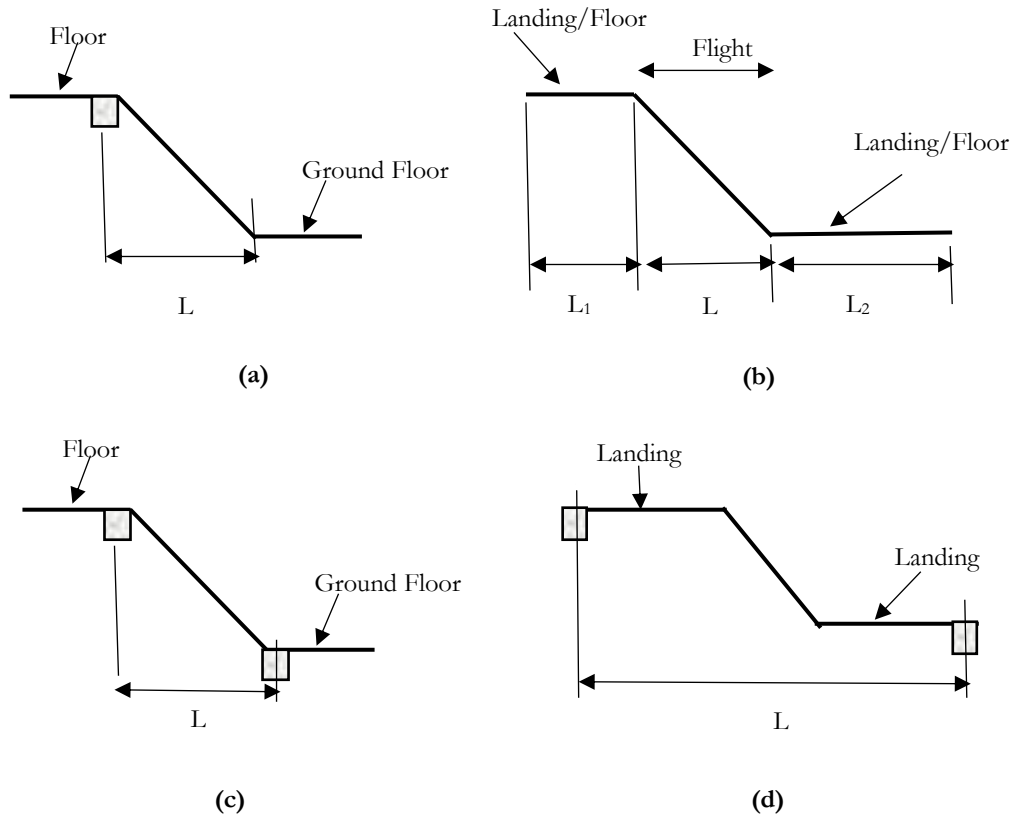 Floor
Ground Floor
L
(a)
Landing/Floor
Flight
Landing/Floor
L₁
L
L₂
(b)
Floor
Ground Floor
L
(c)
Landing
Landing
L
(d)